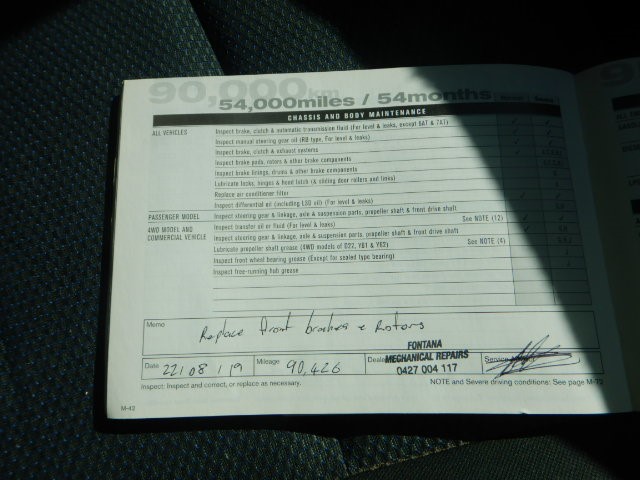 90,000km
54,000miles / 54months
CHASSIS AND BODY MAINTENANCE
ALL VEHICLES Inspect brake, clutch & automatic transmission fluid (For level & leaks, except 5AT & 7AT)
Inspect manual steering gear oil (RB type, For level & leaks)
Inspect brake, clutch & exhaust systems
Inspect brake pads, rotors & other brake components
Inspect brake linings, drums & other brake components
Lubricate locks, hinges & hood latch (& sliding door rollers and lines)
Replace air conditioner filter
Inspect differential oil (including LSD oil) (For level & leaks)
PASSENGER MODEL Inspect steering gear & linkage, axle & suspension parts, propeller shaft & front drive shaft
4WD MODEL AND Inspect transfer oil or fluid (For level & leaks) See NOTE (12)
COMMERCIAL VEHICLE Inspect steering gear & linkage, axle & suspension parts, propeller shaft & front drive shaft
Lubricate propeller shaft grease (4WD models of D22, Y61 & Y62) See NOTE (4)
Inspect front wheel bearing grease (Except for sealed type bearing)
Inspect free-running hub grease
Memo Replace front brakes & Rotors
Date 22/08/19 Mileage 90,426 Deale FONTANA
MECHANICAL REPAIRS
0427 004 117
Service
Inspect: Inspect and correct, or replace as necessary. NOTE and Severe driving conditions: See page M-72
M-42